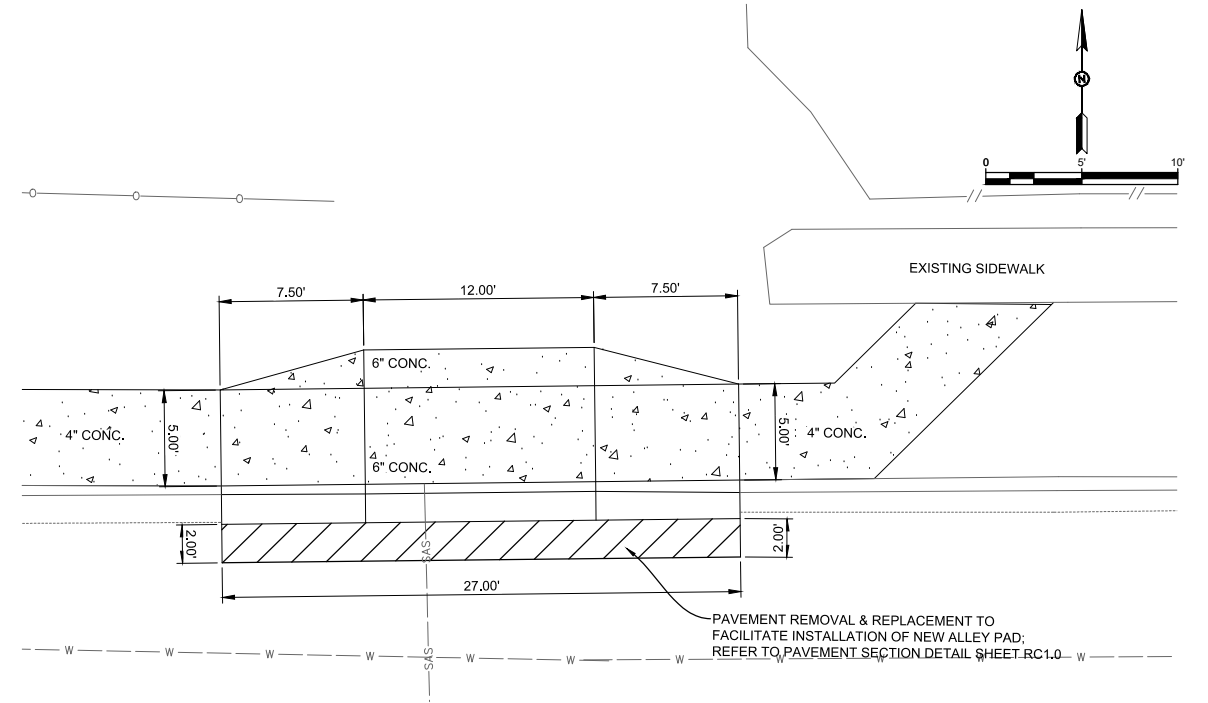 N
0 5' 10'
EXISTING SIDEWALK
7.50' 12.00' 7.50'
6" CONC.
4" CONC.
5.00'
6" CONC.
5.00'
4" CONC.
2.00'
SAS
2.00'
27.00'
PAVEMENT REMOVAL & REPLACEMENT TO
FACILITATE INSTALLATION OF NEW ALLEY PAD;
REFER TO PAVEMENT SECTION DETAIL SHEET RC1.0
W W W W W W W W W W
SAS